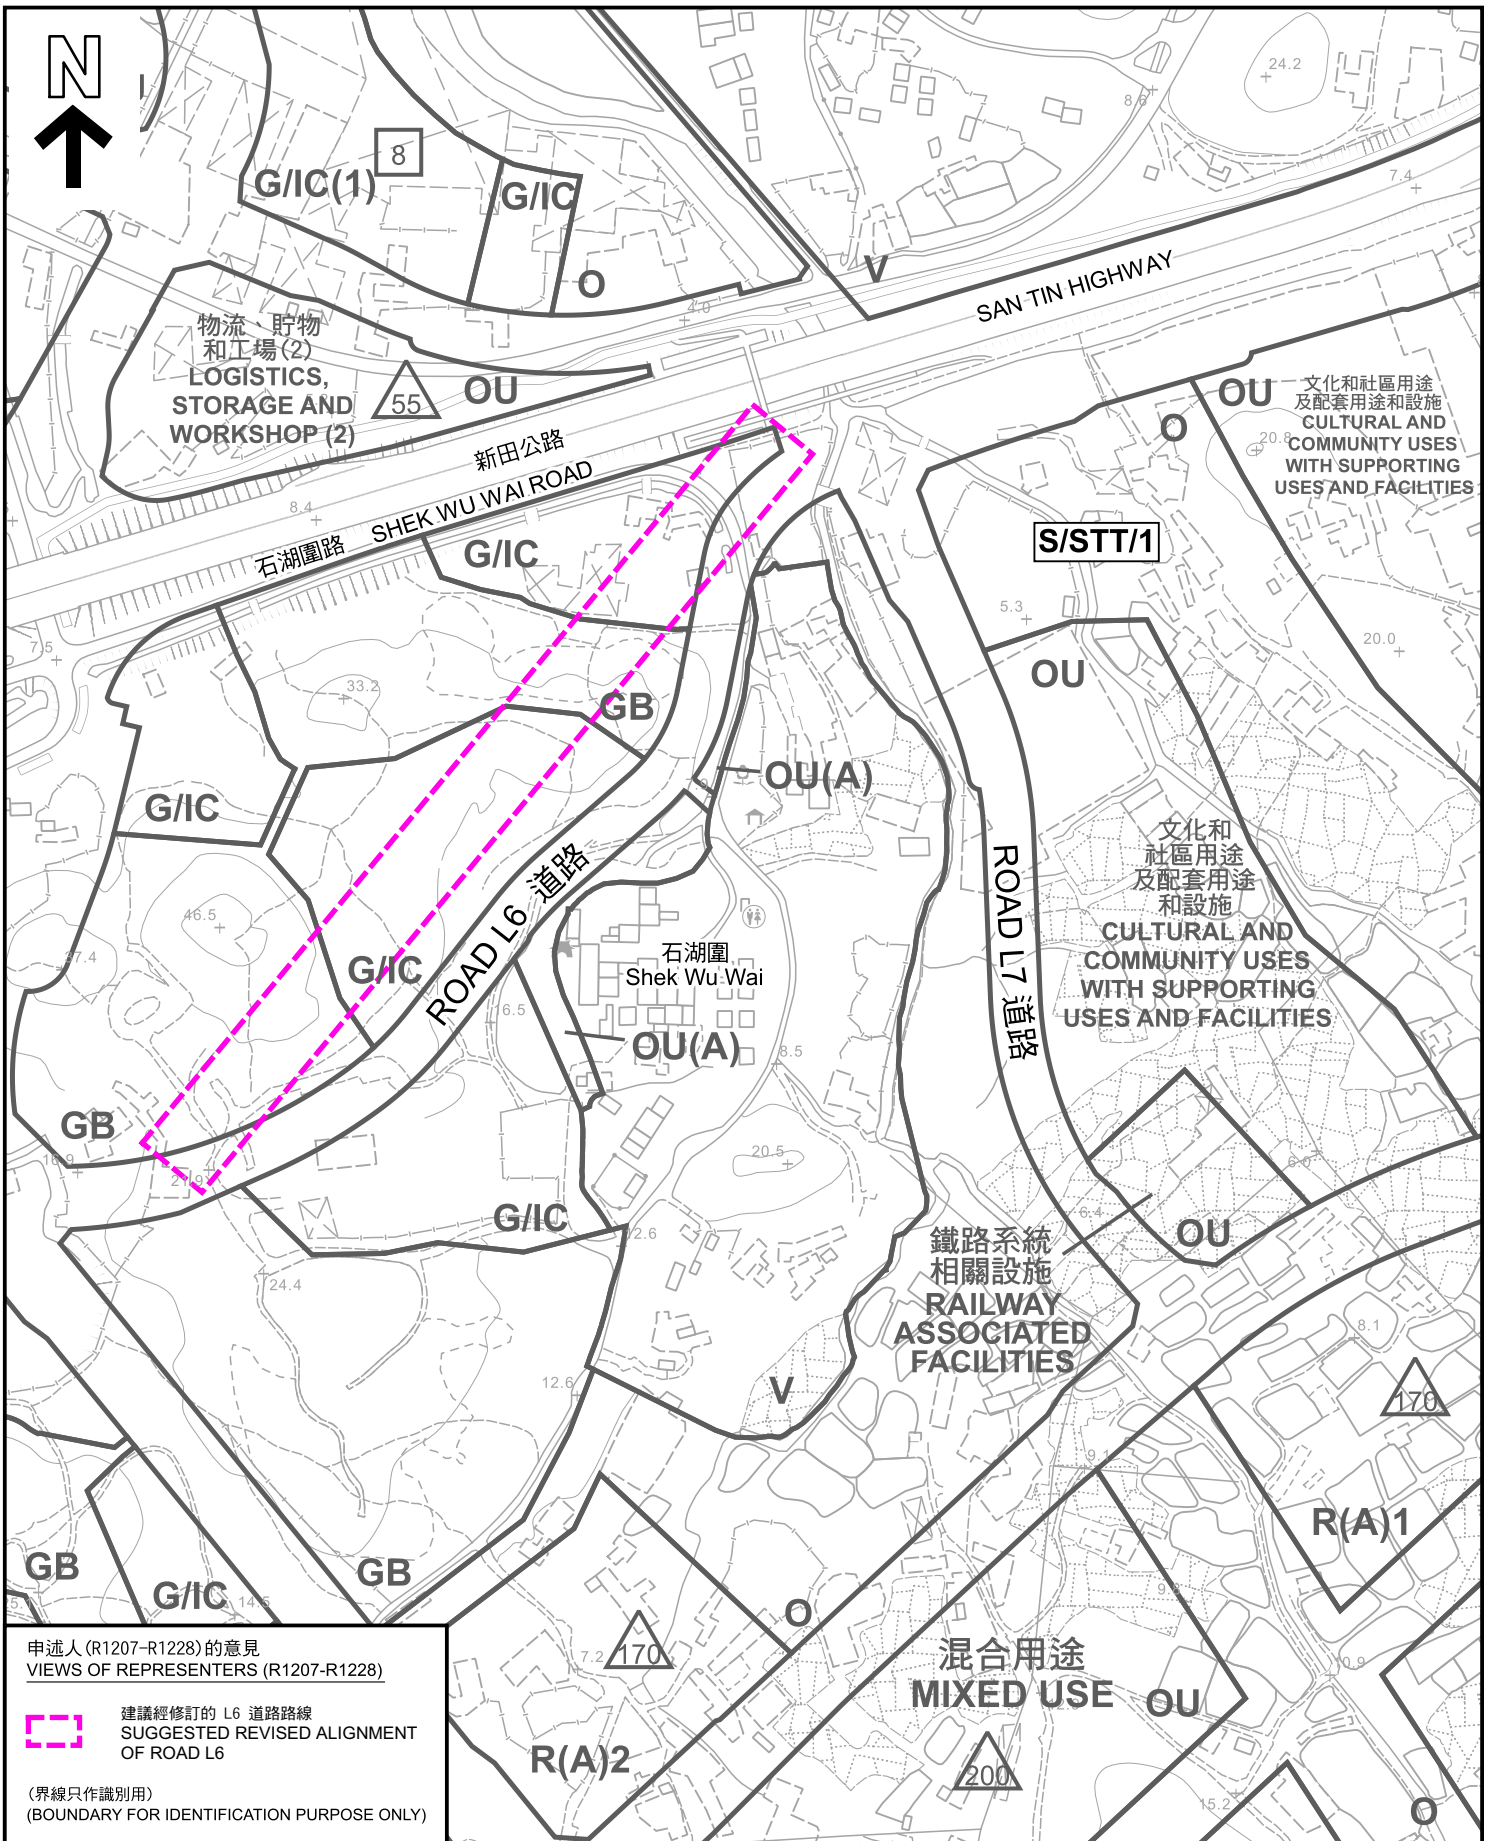 N
8
24.2
8.6
G/IC(1)
G/IC
7.4
O
V
SAN TIN HIGHWAY
4.0
物流、貯物
和工場(2)
LOGISTICS,
STORAGE AND
WORKSHOP (2)
55
OU
OU
文化和社區用途
及配套用途和設施
CULTURAL AND
COMMUNITY USES
WITH SUPPORTING
USES AND FACILITIES
O
20.8
新田公路
8.4
SHEK WU WAI ROAD
石湖圍路
G/IC
S/STT/1
5.3
7.5
20.0
OU
33.2
GB
OU(A)
G/IC
文化和
社區用途
及配套用途
和設施
CULTURAL AND
COMMUNITY USES
WITH SUPPORTING
USES AND FACILITIES
ROAD L7 道路
46.5
37.4
G/IC
ROAD L6 道路
石湖圍
Shek Wu Wai
16.5
OU(A)
8.5
GB
16.9
21.9
20.5
6.0
6.4
G/IC
12.6
OU
鐵路系統
相關設施
RAILWAY
ASSOCIATED
FACILITIES
24.4
8.1
12.6
V
170
9.1
R(A)1
GB
G/IC
14.5
GB
O
170
7.2
混合用途
MIXED USE
OU
10.9
R(A)2
200
15.2
O
申述人(R1207-R1228)的意見
VIEWS OF REPRESENTERS (R1207-R1228)
建議經修訂的 L6 道路路線
SUGGESTED REVISED ALIGNMENT
OF ROAD L6
(界線只作識別用)
(BOUNDARY FOR IDENTIFICATION PURPOSE ONLY)